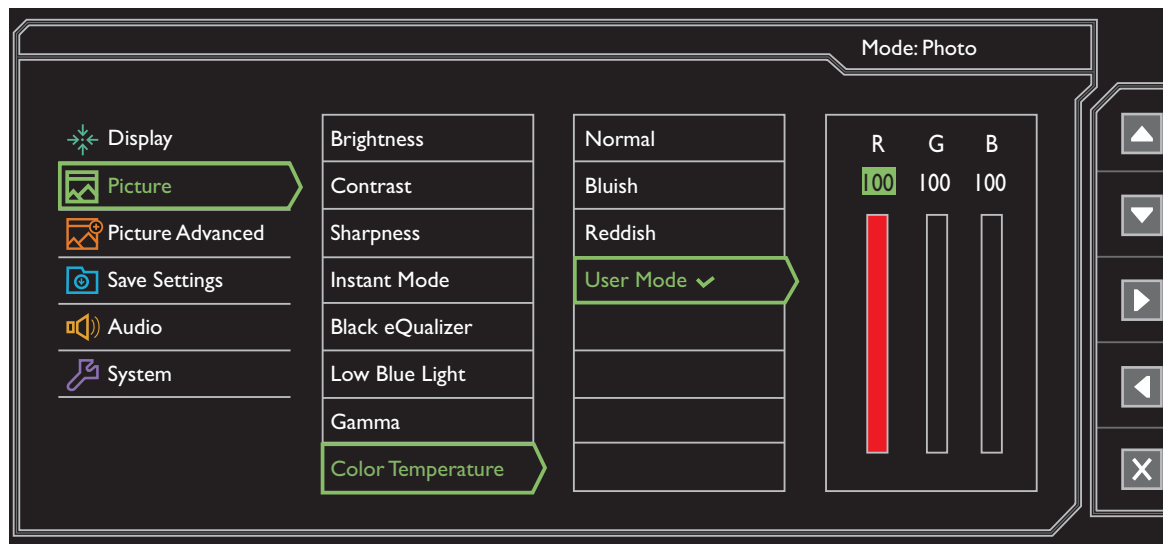 Mode: Photo
Display
Picture
Picture Advanced
Save Settings
Audio
System
Brightness
Contrast
Sharpness
Instant Mode
Black eQualizer
Low Blue Light
Gamma
Color Temperature
Normal
Bluish
Reddish
User Mode
R G B
100 100 100
X